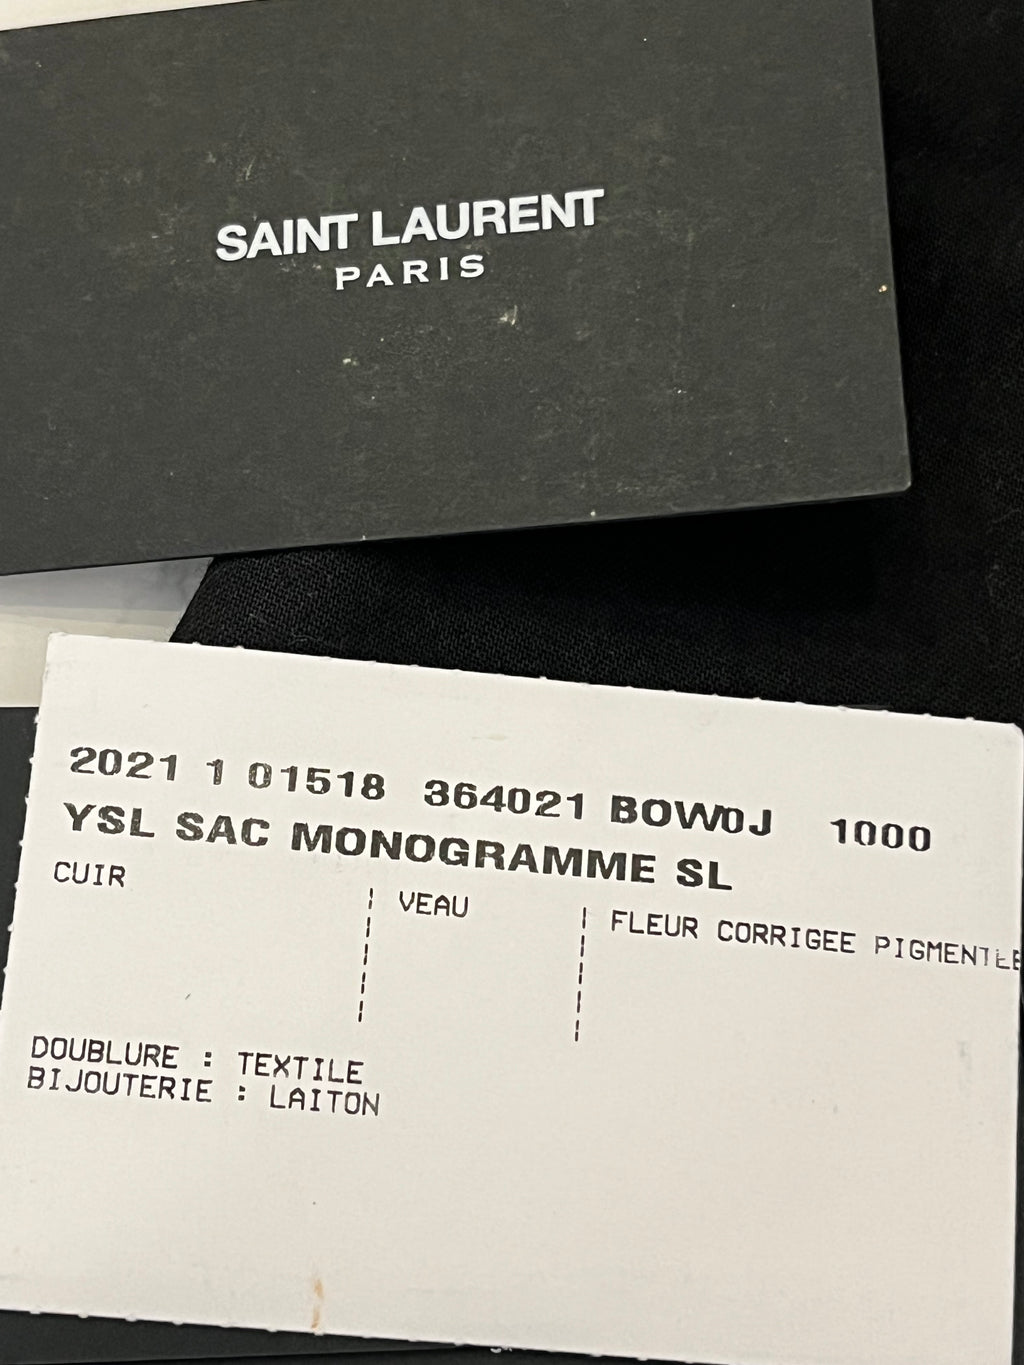 SAINT LAURENT
PARIS
2021 1 01518 364021 BOW0J 1000
YSL SAC MONOGRAMME SL
CUIR ¦ VEAU ¦ FLEUR CORRIGEE PIGMENTEE
DOUBLURE : TEXTILE
BIJOUTERIE : LAITON